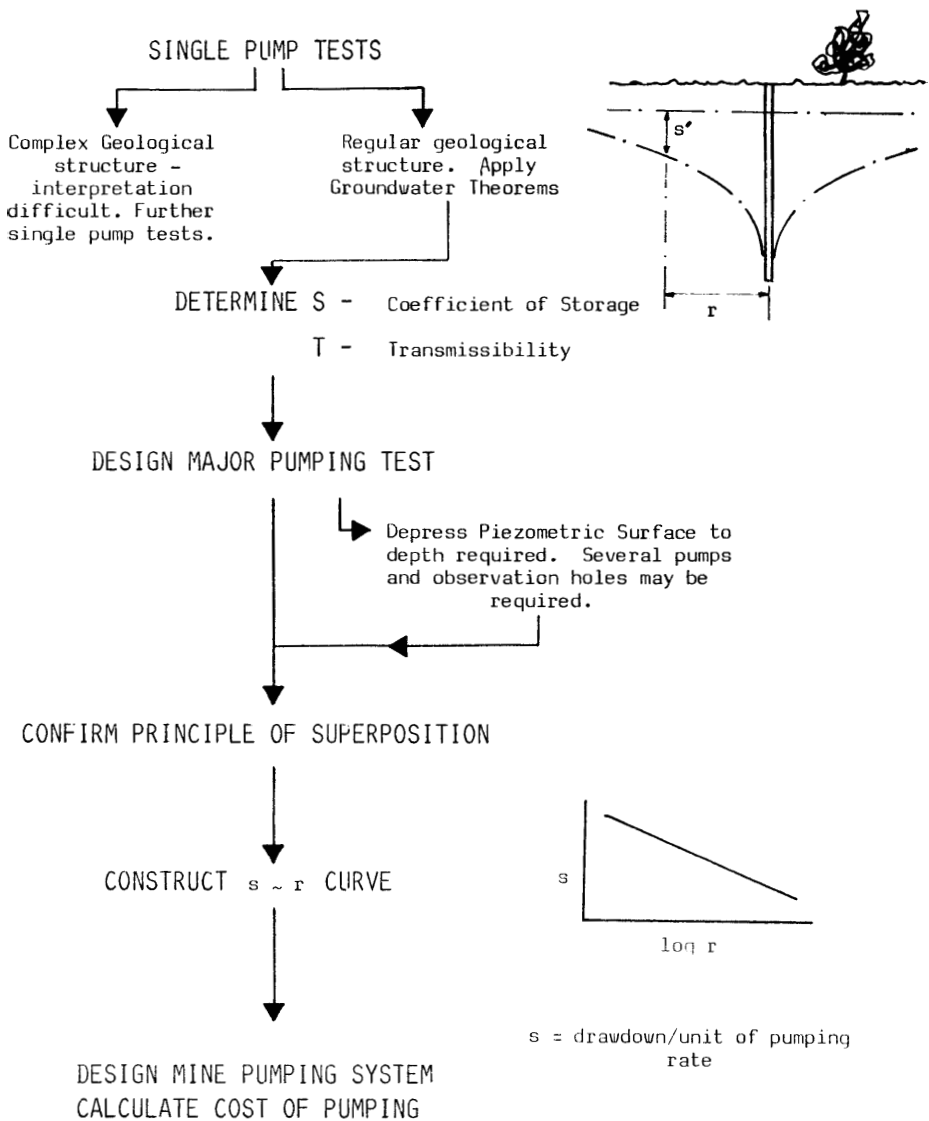 SINGLE PUMP TESTS
Complex Geological
structure -
interpretation
difficult. Further
single pump tests.
Regular geological
structure. Apply
Groundwater Theorems
s'
r
DETERMINE S - Coefficient of Storage
T - Transmissibility
DESIGN MAJOR PUMPING TEST
Depress Piezometric Surface to
depth required. Several pumps
and observation holes may be
required.
CONFIRM PRINCIPLE OF SUPERPOSITION
CONSTRUCT s ~ r CURVE
s
log r
s = drawdown/unit of pumping
rate
DESIGN MINE PUMPING SYSTEM
CALCULATE COST OF PUMPING